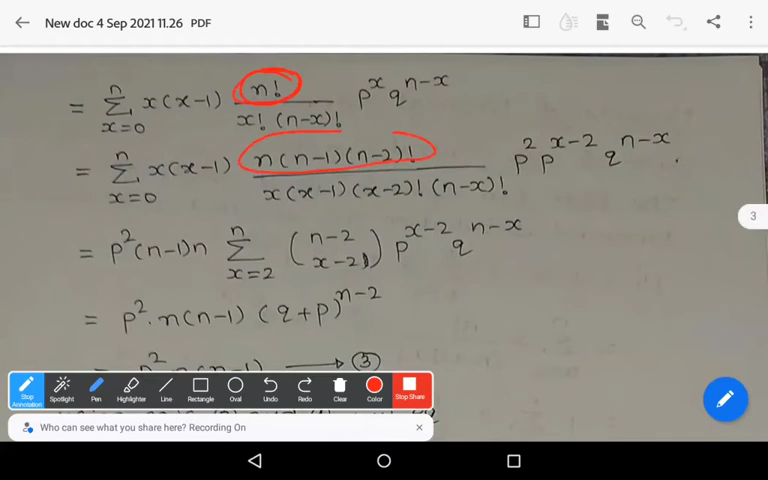 New doc 4 Sep 2021 11.26 PDF
= Σ_{x=0}^{n} x(x-1) n! / x! (n-x)! p^x q^{n-x}
= Σ_{x=0}^{n} x(x-1) n(n-1)(n-2)! / x(x-1)(x-2)! (n-x)! p^2 p^{x-2} q^{n-x}.
3
= p^2 (n-1)n Σ_{x=2}^{n} (n-2 x-2) p^{x-2} q^{n-x}
= p^2 . n(n-1) (q+p)^{n-2}
③
Stop Annotation Spotlight Pen Highlighter Line Rectangle Oval Undo Redo Clear Color Stop Share
Who can see what you share here? Recording On